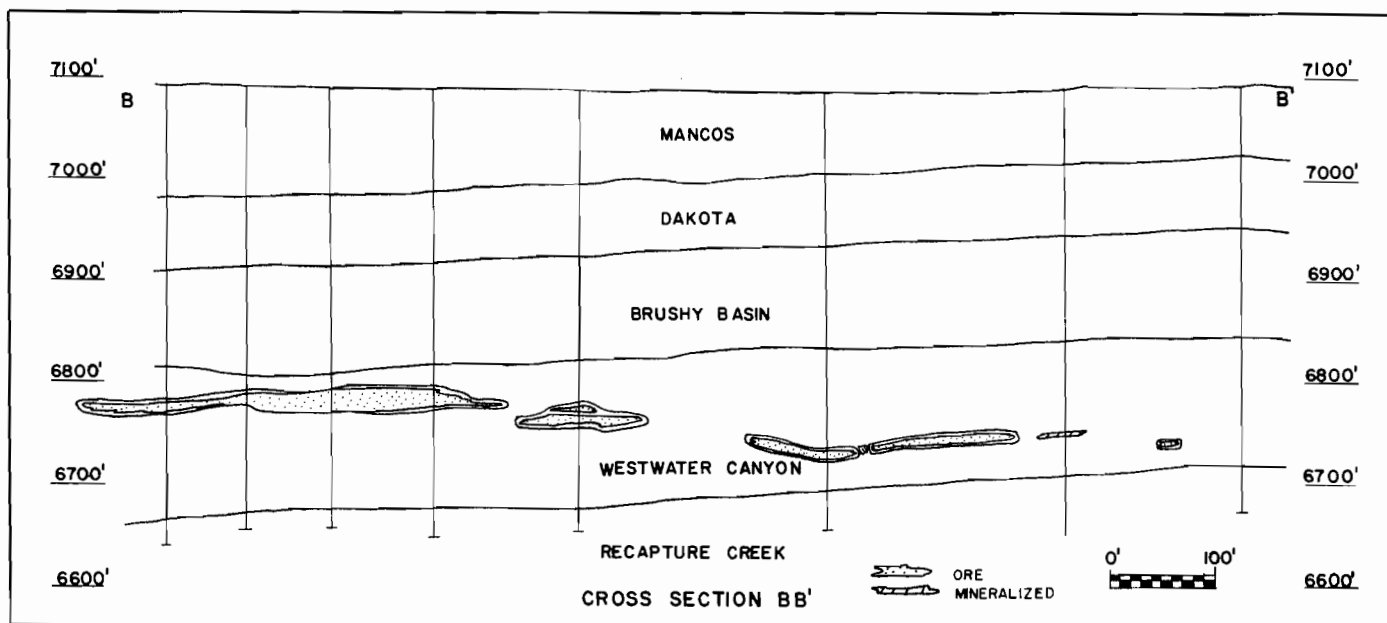 7100' 7100'
B B'
MANCOS
7000' 7000'
DAKOTA
6900' 6900'
BRUSHY BASIN
6800' 6800'
WESTWATER CANYON
6700' 6700'
RECAPTURE CREEK
0' 100'
ORE
6600' 6600'
MINERALIZED
CROSS SECTION BB'